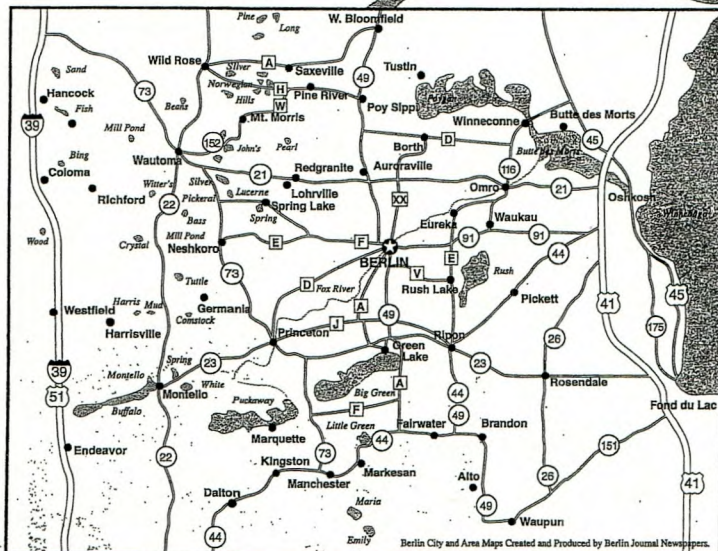 Pine
Long
W. Bloomfield
Wild Rose
A
Silver
Saxeville
49
Tustin
Sand
73
Norwegian
H
Hills
Pine River
Poygan
Hancock
Fish
Beans
W
Poy Sippi
Winneconne
Butte des Morts
39
Mt. Morris
Mill Pond
152
Borth
D
45
Butte des Morts
Bing
Wautoma
John's
Pearl
116
Coloma
Witter's
Silver
21
Redgranite
Auroraville
Omro
21
Richford
Pickeral
Lucerne
Lohrville
XX
Oshkosh
22
Bass
Spring Lake
Spring
Eureka
Waukau
Wood
Crystal
Mill Pond
Neshkoro
E
F
BERLIN
91
91
E
44
Tuttle
73
D
Fox River
V
Rush
41
Rush Lake
Westfield
Harris
Mud
Germania
A
Pickett
45
Harrisville
Comstock
J
49
26
Princeton
Ripon
175
Spring
23
Green
Lake
23
39
Montello
White
Rosendale
51
Montello
Big Green
A
44
Fond du Lac
Buffalo
Puckaway
F
49
Little Green
Fairwater
Brandon
Marquette
44
151
Endeavor
22
73
Kingston
Markesan
Alto
26
41
Manchester
Dalton
49
Maria
44
Waupun
Emily
Berlin City and Area Maps Created and Produced by Berlin Journal Newspapers.